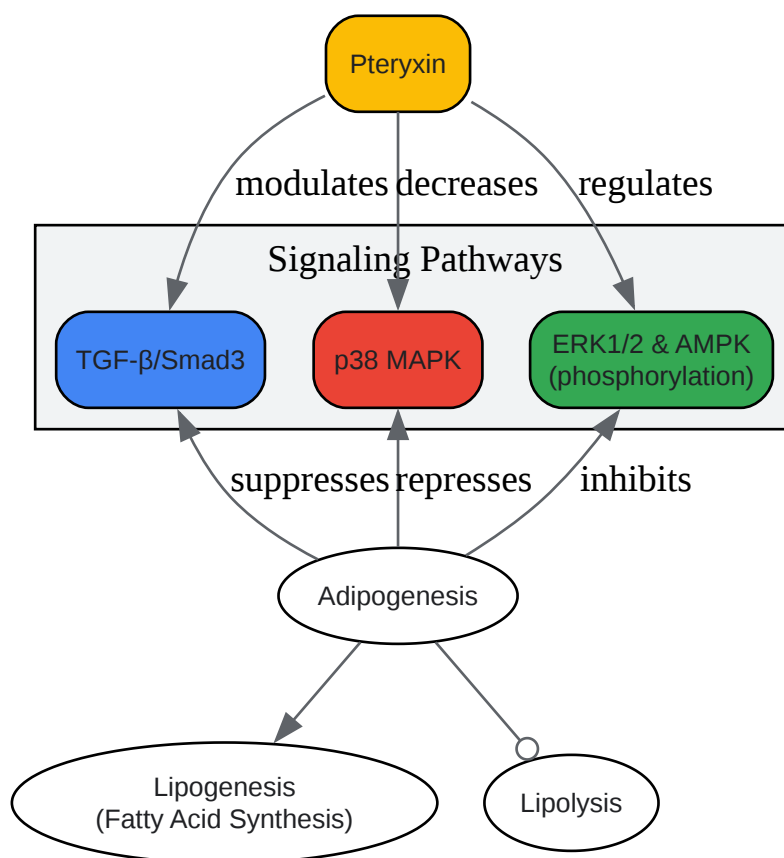 Pteryxin
modulates
decreases
regulates
Signaling Pathways
TGF-β/Smad3
p38 MAPK
ERK1/2 & AMPK
(phosphorylation)
suppresses
represses
inhibits
Adipogenesis
Lipogenesis
(Fatty Acid Synthesis)
Lipolysis